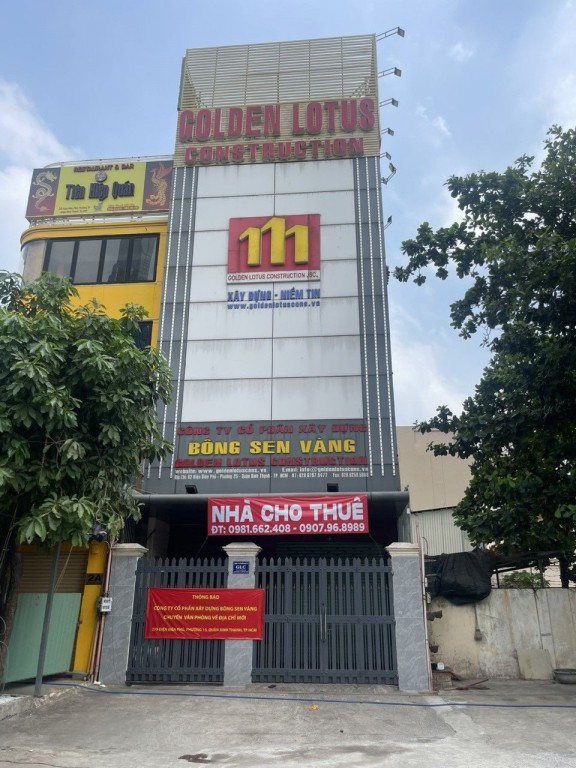 GOLDEN LOTUS
CONSTRUCTION
RESTAURANT & BAR
Tiên Hiệp Quán
GOLDEN LOTUS CONSTRUCTION JSC.,
XÂY DỰNG - NIỀM TIN
www.goldenlotuscons.vn
CÔNG TY CỔ PHẦN XÂY DỰNG
BÔNG SEN VÀNG
GOLDEN LOTUS CONSTRUCTION
NHÀ CHO THUÊ
ĐT: 0981.662.408 - 0907.96.8989
GLC
2A
THÔNG BÁO
CÔNG TY CỔ PHẦN XÂY DỰNG BÔNG SEN VÀNG
CHUYỂN VĂN PHÒNG VỀ ĐỊA CHỈ MỚI